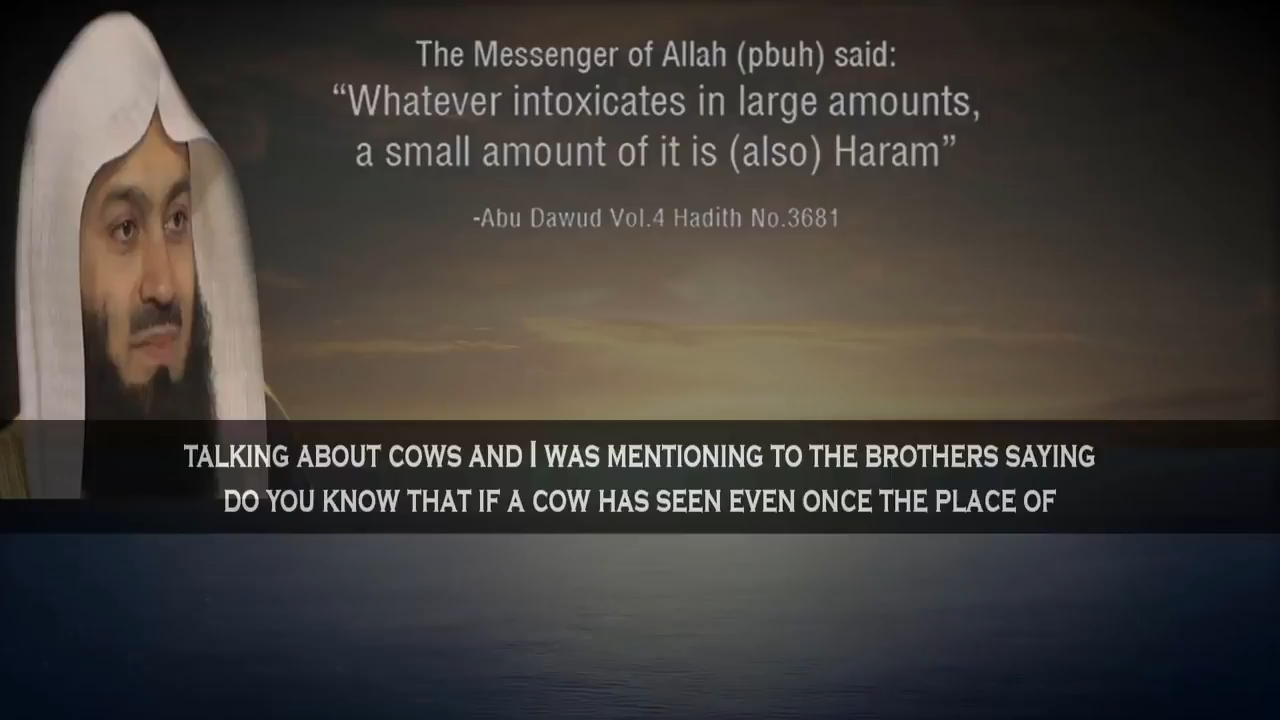 The Messenger of Allah (pbuh) said:
“Whatever intoxicates in large amounts,
a small amount of it is (also) Haram”
-Abu Dawud Vol.4 Hadith No.3681
TALKING ABOUT COWS AND I WAS MENTIONING TO THE BROTHERS SAYING
DO YOU KNOW THAT IF A COW HAS SEEN EVEN ONCE THE PLACE OF